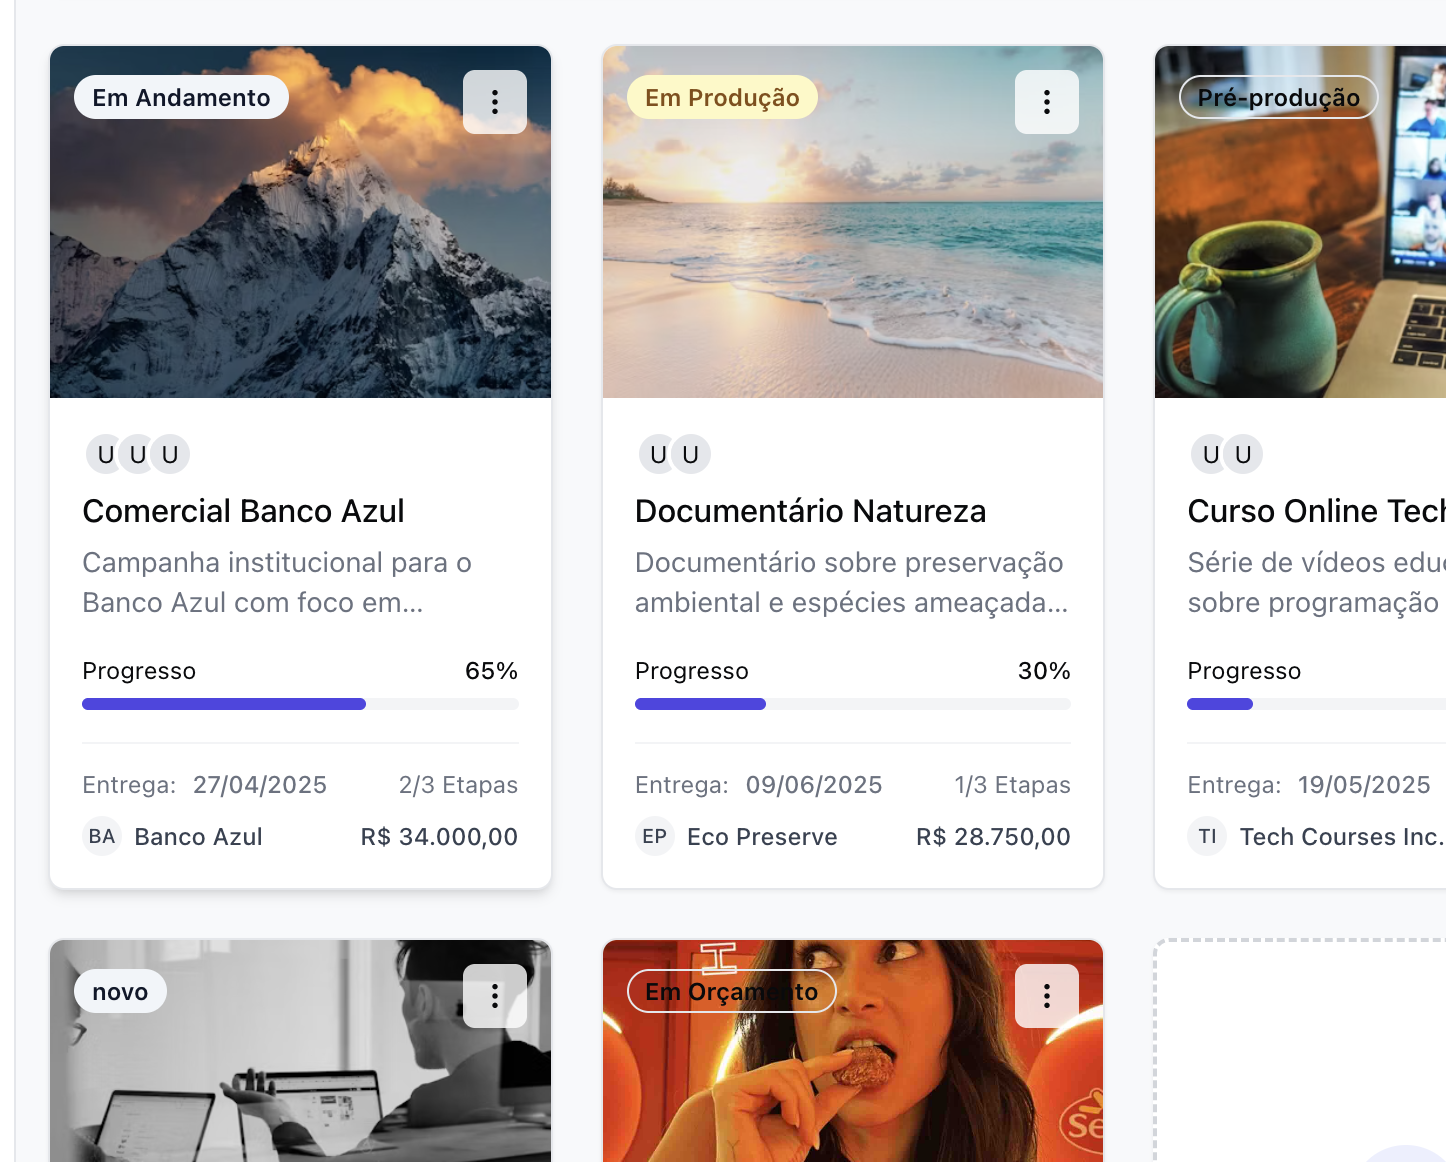 Em Andamento
Em Produção
Pré-produção
U U U
U U
U U
Comercial Banco Azul
Documentário Natureza
Curso Online Tech
Campanha institucional para o
Banco Azul com foco em...
Documentário sobre preservação
ambiental e espécies ameaçada...
Série de vídeos
sobre programação
Progresso 65%
Progresso 30%
Progresso
Entrega: 27/04/2025 2/3 Etapas
Entrega: 09/06/2025 1/3 Etapas
Entrega: 19/05/2025
BA Banco Azul R$ 34.000,00
EP Eco Preserve R$ 28.750,00
TI Tech Courses Inc.
novo
Em Orçamento